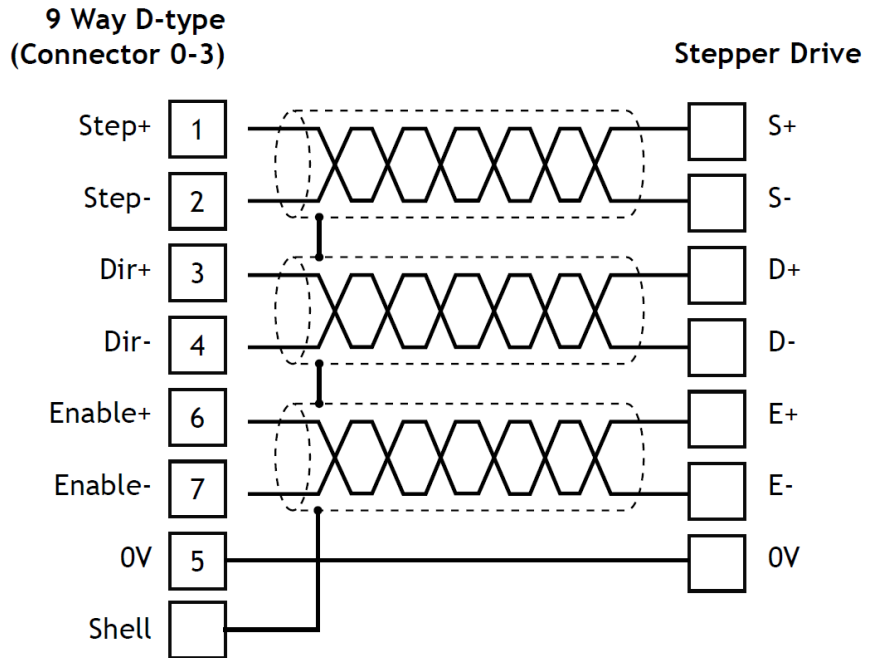 9 Way D-type
(Connector 0-3)
Stepper Drive
Step+ 1 S+
Step- 2 S-
Dir+ 3 D+
Dir- 4 D-
Enable+ 6 E+
Enable- 7 E-
0V 5 0V
Shell